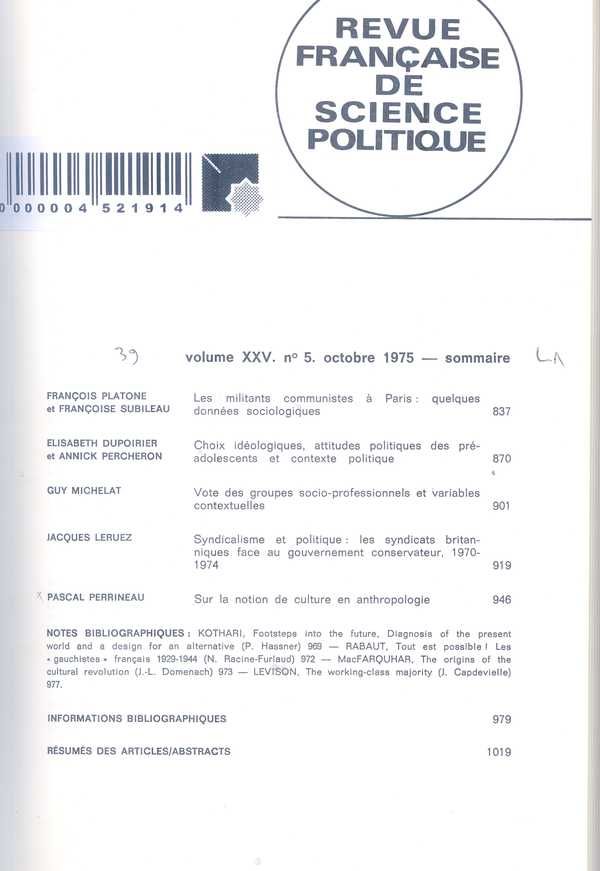 REVUE
FRANÇAISE
DE
SCIENCE
POLITIQUE
0000004 521914
39 volume XXV. nº 5. octobre 1975 — sommaire
FRANÇOIS PLATONE
et FRANÇOISE SUBILEAU
Les militants communistes à Paris : quelques
données sociologiques 837
ELISABETH DUPOIRIER
et ANNICK PERCHERON
Choix idéologiques, attitudes politiques des pré-
adolescents et contexte politique 870
GUY MICHELAT
Vote des groupes socio-professionnels et variables
contextuelles 901
JACQUES LERUEZ
Syndicalisme et politique : les syndicats britan-
niques face au gouvernement conservateur, 1970-
1974 919
x PASCAL PERRINEAU
Sur la notion de culture en anthropologie 946
NOTES BIBLIOGRAPHIQUES : KOTHARI, Footsteps into the future, Diagnosis of the present
world and a design for an alternative (P. Hassner) 969 — RABAUT, Tout est possible ! Les
« gauchistes » français 1929-1944 (N. Racine-Furlaud) 972 — MacFARQUHAR, The origins of the
cultural revolution (J.-L. Domenach) 973 — LEVISON, The working-class majority (J. Capdevielle)
977.
INFORMATIONS BIBLIOGRAPHIQUES 979
RÉSUMÉS DES ARTICLES/ABSTRACTS 1019